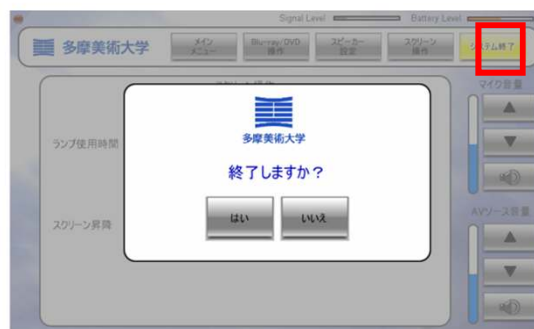 Signal Level
Battery Level
多摩美術大学
メイン
メニュー
Blu-ray/DVD
操作
スピーカー
設定
スクリーン
操作
システム終了
マイク音量
多摩美術大学
ランプ使用時間
終了しますか？
はい
いいえ
スクリーン昇降
AVソース音量